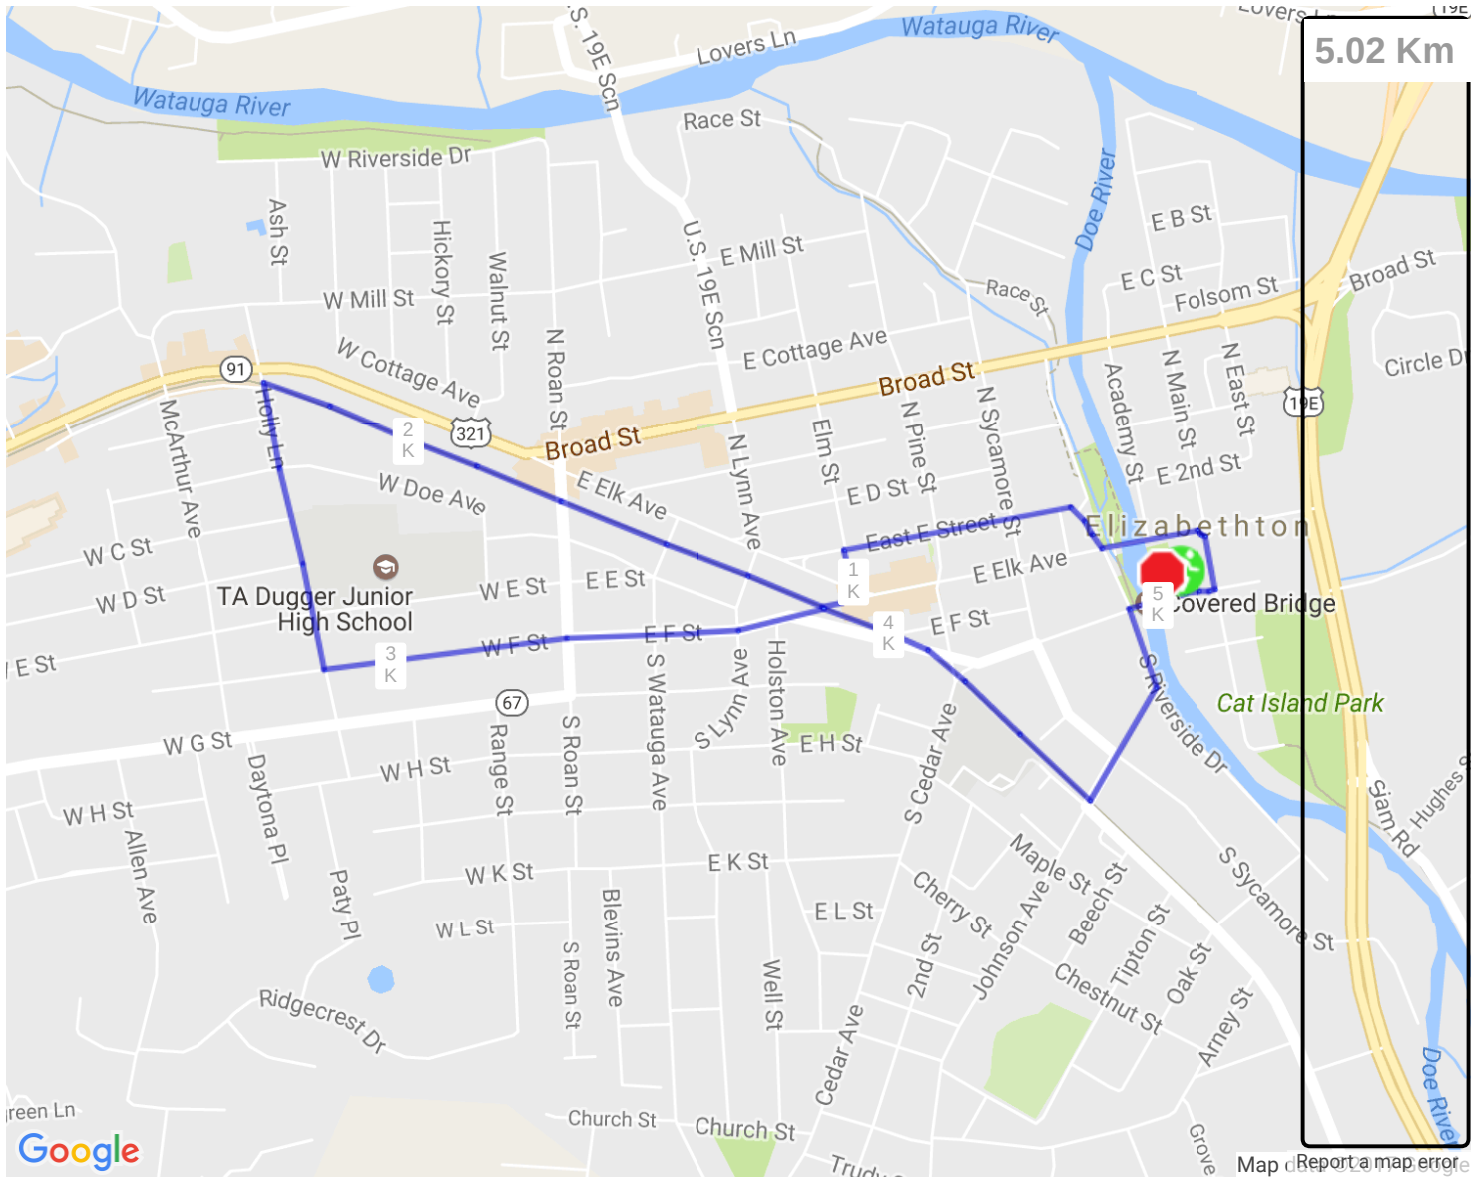 U.S. 19E Scn
Lovers Ln
Watauga River
Lovers Ln
(19E
5.02 Km
Watauga River
Race St
W Riverside Dr
Doe River
Ash St
Hickory St
Walnut St
U.S. 19E Scn
E Mill St
E B St
E C St
Folsom St
Broad St
Race St
W Mill St
N Roan St
W Cottage Ave
E Cottage Ave
Broad St
Circle Dr
91
321
19E
Holly Ln
McArthur Ave
2
K
Broad St
N Lynn Ave
Elm St
N Pine St
N Sycamore St
Academy St
N Main St
N East St
E 2nd St
W Doe Ave
E Elk Ave
E D St
East E Street
Elizabethton
W C St
W D St
TA Dugger Junior
High School
W E St
E E St
1
K
E Elk Ave
5
K
Covered Bridge
E F St
4
K
E F St
W F St
3
K
E St
67
S Watauga Ave
S Lynn Ave
Holston Ave
E H St
S Cedar Ave
S Riverside Dr
Cat Island Park
W G St
W H St
Range St
S Roan St
Daytona Pl
W H St
Allen Ave
Paty Pl
W K St
E K St
Maple St
Siam Rd
Hughes S
S Sycamore St
W L St
Blevins Ave
E L St
Cherry St
Johnson Ave
Beech St
Tipton St
Oak St
Chestnut St
Arney St
2nd St
S Roan St
Well St
Cedar Ave
Ridgecrest Dr
Doe River
green Ln
Church St
Church St
Trudy
Grove
Google
Map data ©2017 Google
Report a map error